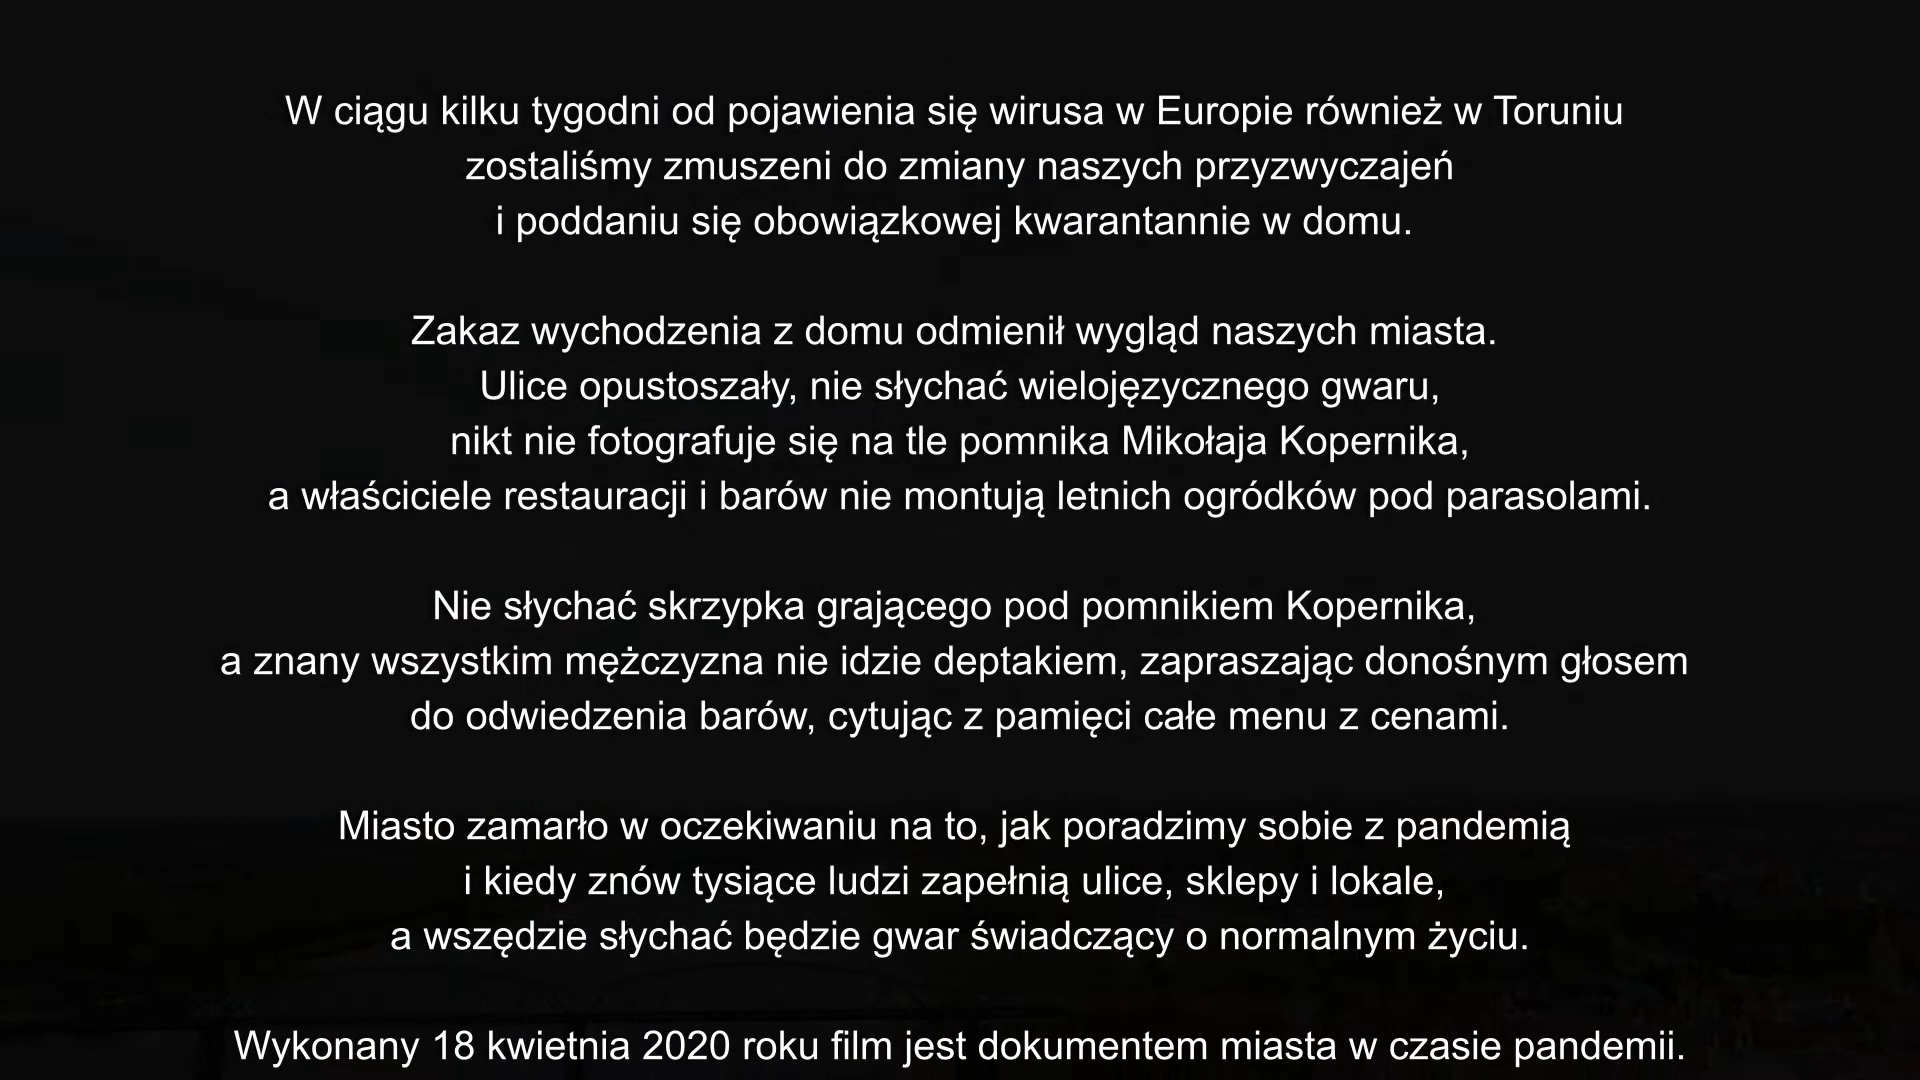 W ciągu kilku tygodni od pojawienia się wirusa w Europie również w Toruniu
zostaliśmy zmuszeni do zmiany naszych przyzwyczajeń
i poddaniu się obowiązkowej kwarantannie w domu.
Zakaz wychodzenia z domu odmienił wygląd naszych miasta.
Ulice opustoszały, nie słychać wielojęzycznego gwaru,
nikt nie fotografuje się na tle pomnika Mikołaja Kopernika,
a właściciele restauracji i barów nie montują letnich ogródków pod parasolami.
Nie słychać skrzypka grającego pod pomnikiem Kopernika,
a znany wszystkim mężczyzna nie idzie deptakiem, zapraszając donośnym głosem
do odwiedzenia barów, cytując z pamięci całe menu z cenami.
Miasto zamarło w oczekiwaniu na to, jak poradzimy sobie z pandemią
i kiedy znów tysiące ludzi zapełnią ulice, sklepy i lokale,
a wszędzie słychać będzie gwar świadczący o normalnym życiu.
Wykonany 18 kwietnia 2020 roku film jest dokumentem miasta w czasie pandemii.